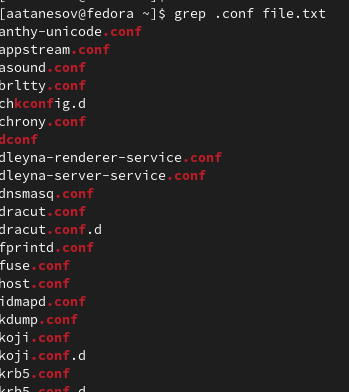 [aatanesov@fedora ~]$ grep .conf file.txt
anthy-unicode.conf
appstream.conf
asound.conf
brltty.conf
chkconfig.d
chrony.conf
dconf
dleyna-renderer-service.conf
dleyna-server-service.conf
dnsmasq.conf
dracut.conf
dracut.conf.d
fprintd.conf
fuse.conf
host.conf
idmapd.conf
kdump.conf
koji.conf
koji.conf.d
krb5.conf
krb5.conf.d